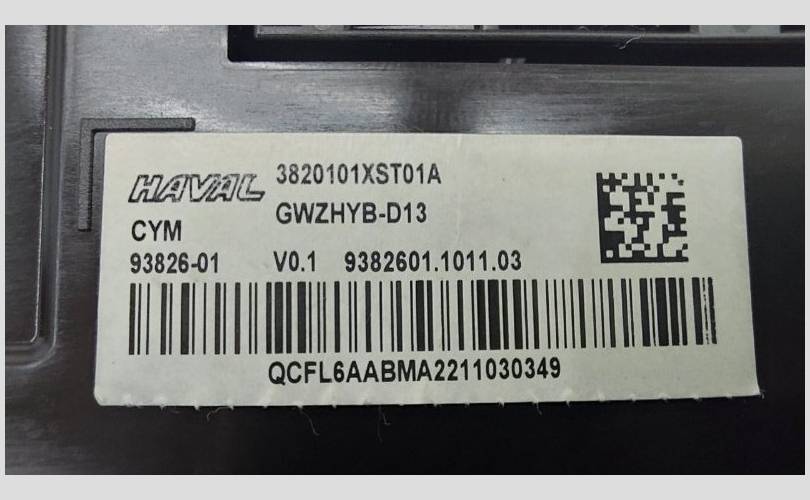 HAVAL 3820101XST01A
GWZHYB-D13
CYM
93826-01 V0.1 9382601.1011.03
QCFL6AABMA2211030349